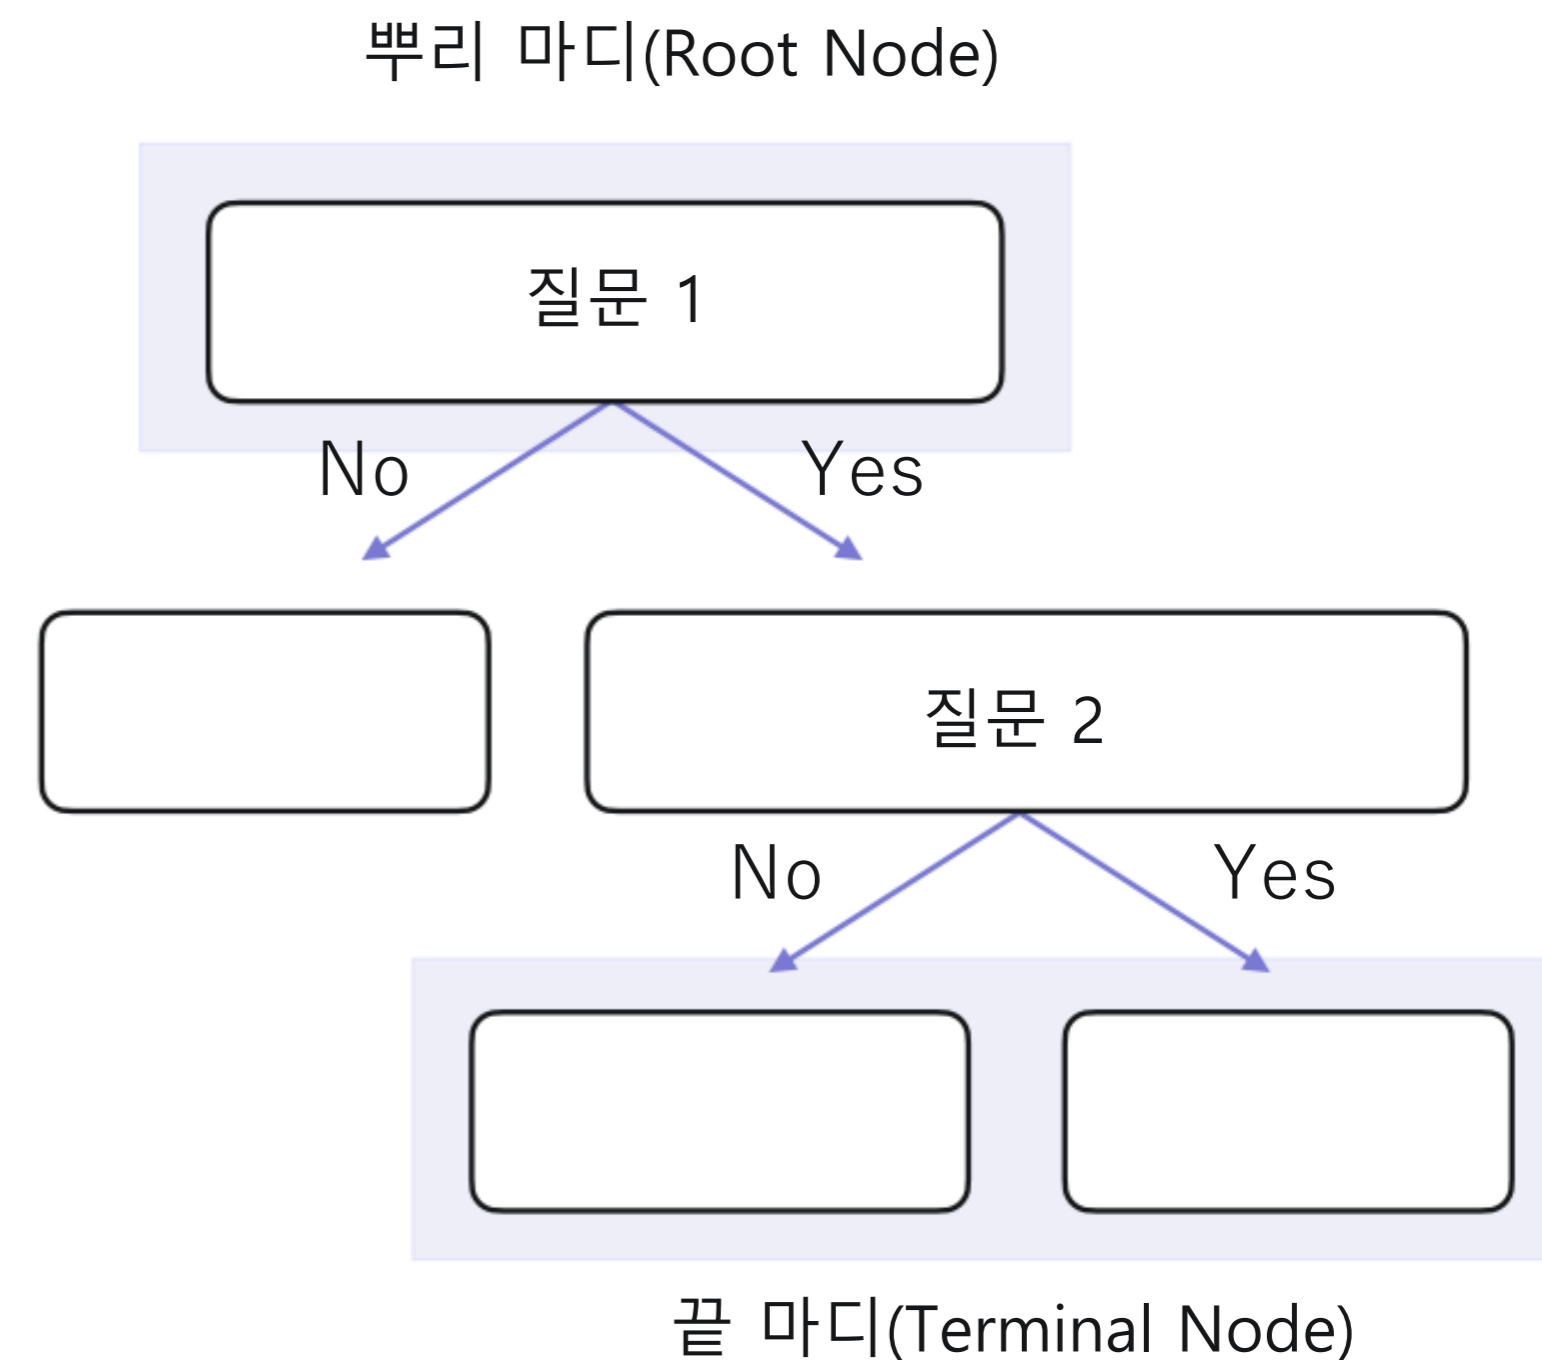 뿌리 마디(Root Node)
질문 1
No
Yes
질문 2
No
Yes
끝 마디(Terminal Node)